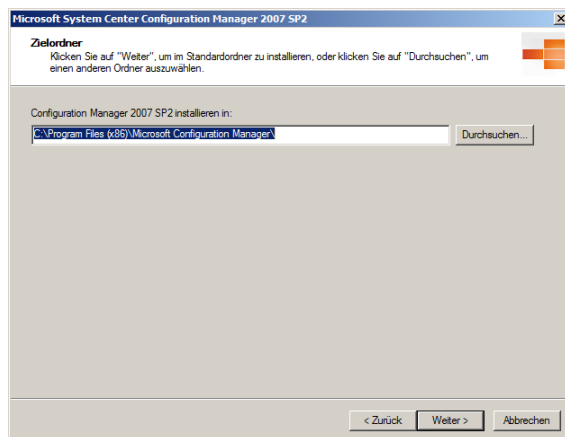 Microsoft System Center Configuration Manager 2007 SP2
Zielordner
Klicken Sie auf "Weiter", um im Standardordner zu installieren, oder klicken Sie auf "Durchsuchen", um
einen anderen Ordner auszuwählen.
Configuration Manager 2007 SP2 installieren in:
C:\Program Files (x86)\Microsoft Configuration Manager\
Durchsuchen...
< Zurück
Weiter >
Abbrechen